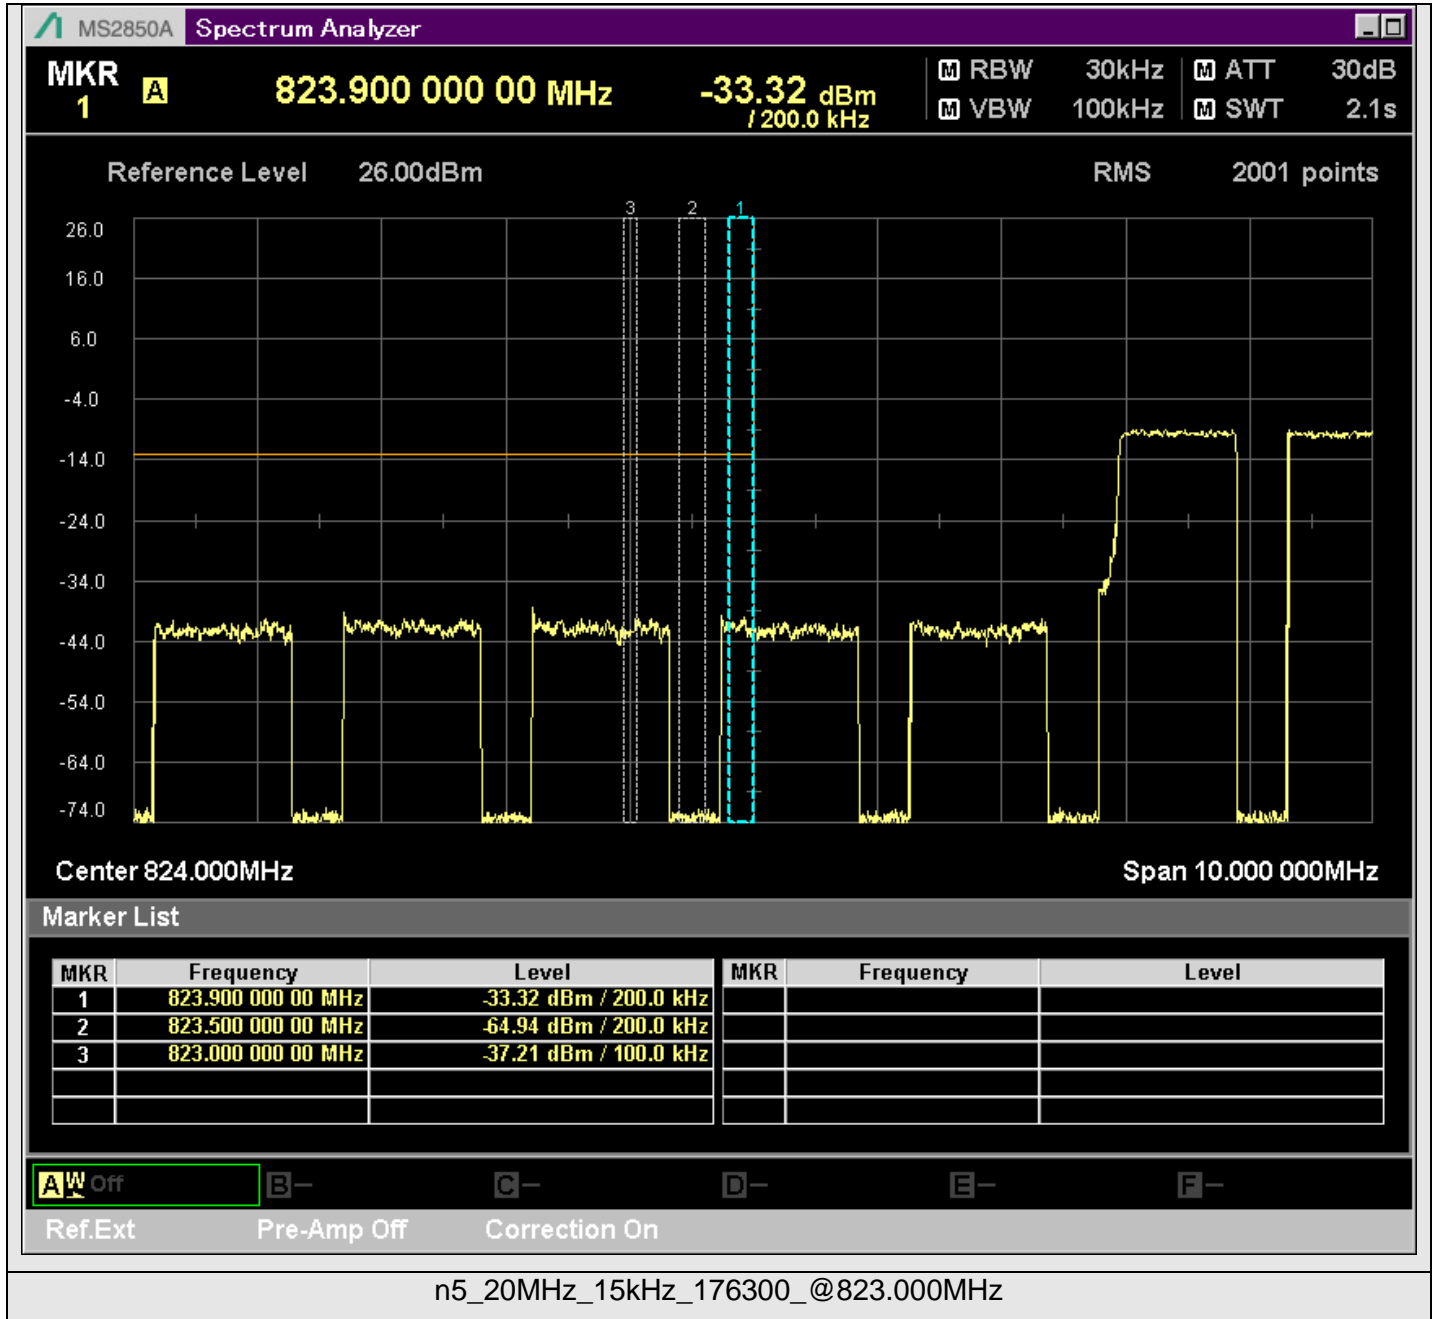 MS2850A Spectrum Analyzer
MKR 1 A 823.900 000 00 MHz -33.32 dBm / 200.0 kHz
M RBW 30kHz M ATT 30dB
M VBW 100kHz M SWT 2.1s
Reference Level 26.00dBm RMS 2001 points
3 2 1
26.0
16.0
6.0
-4.0
-14.0
-24.0
-34.0
-44.0
-54.0
-64.0
-74.0
Center 824.000MHz Span 10.000 000MHz
Marker List
MKR Frequency Level MKR Frequency Level
1 823.900 000 00 MHz -33.32 dBm / 200.0 kHz
2 823.500 000 00 MHz -64.94 dBm / 200.0 kHz
3 823.000 000 00 MHz -37.21 dBm / 100.0 kHz
A W Off B – C – D – E – F –
Ref.Ext Pre-Amp Off Correction On
n5_20MHz_15kHz_176300_@823.000MHz